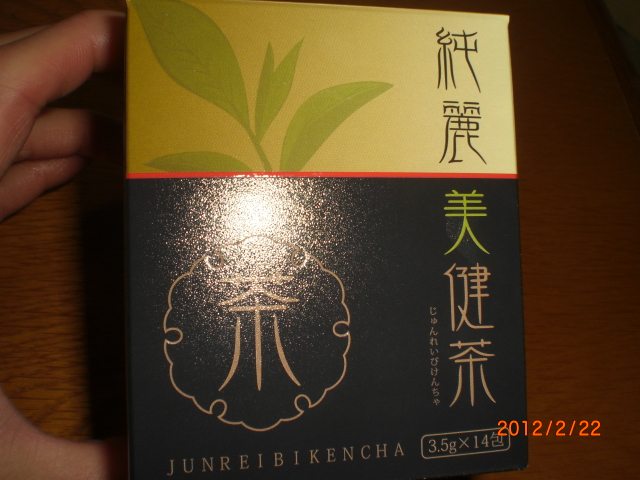 純麗
美健茶
じゅんれいびけんちゃ
茶
JUNREIBIKENCHA
3.5g×14包
2012/2/22